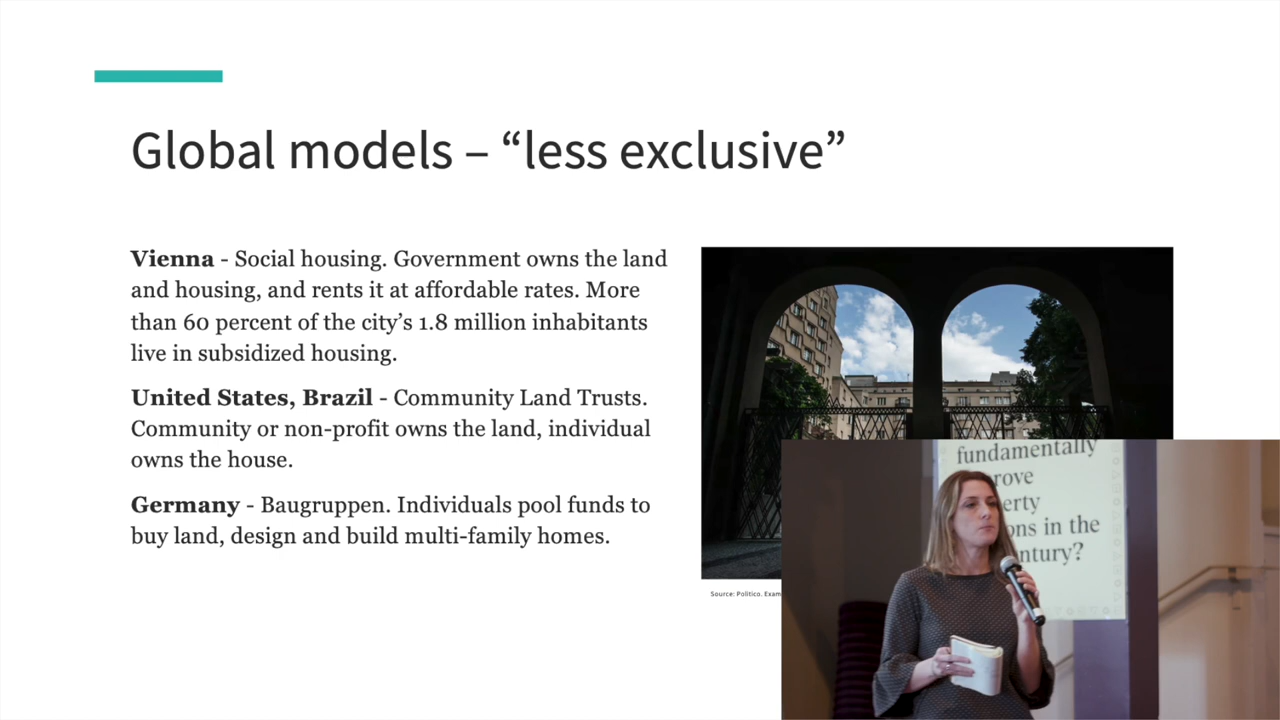 Global models – “less exclusive”
Vienna - Social housing. Government owns the land
and housing, and rents it at affordable rates. More
than 60 percent of the city’s 1.8 million inhabitants
live in subsidized housing.
United States, Brazil - Community Land Trusts.
Community or non-profit owns the land, individual
owns the house.
Germany - Baugruppen. Individuals pool funds to
buy land, design and build multi-family homes.
Source: Politico. Exam
fundamentally
rove
erty
ons in the
ntury?